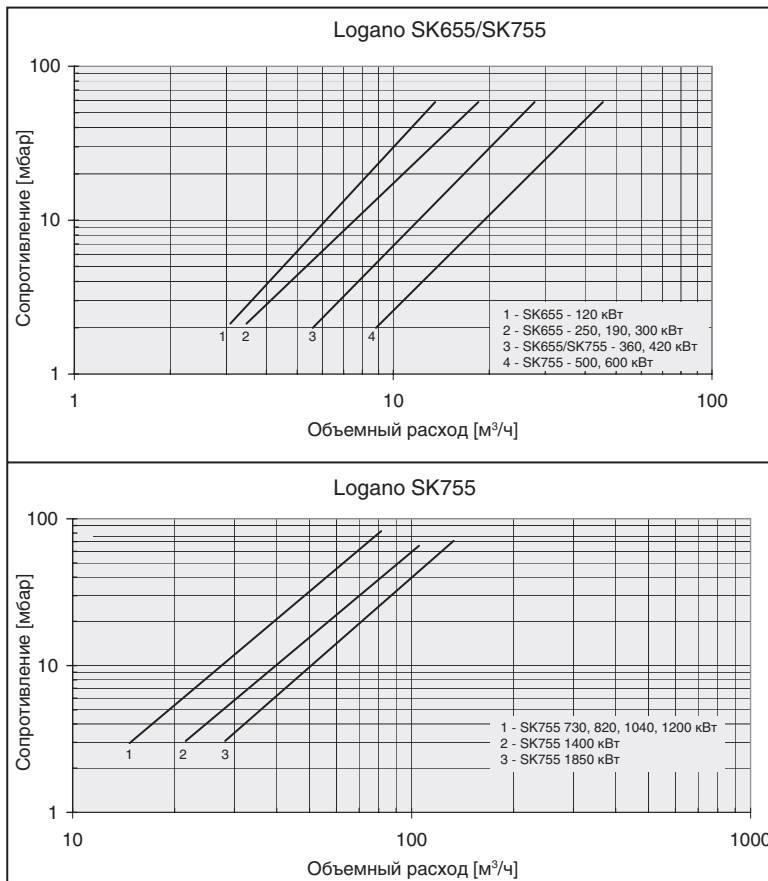 Logano SK655/SK755
Сопротивление [мбар]
100
10
1
1 2 3 4
1 - SK655 - 120 кВт
2 - SK655 - 250, 190, 300 кВт
3 - SK655/SK755 - 360, 420 кВт
4 - SK755 - 500, 600 кВт
1 10 100
Объемный расход [м³/ч]
Logano SK755
Сопротивление [мбар]
100
10
1
1 2 3
1 - SK755 730, 820, 1040, 1200 кВт
2 - SK755 1400 кВт
3 - SK755 1850 кВт
10 100 1000
Объемный расход [м³/ч]